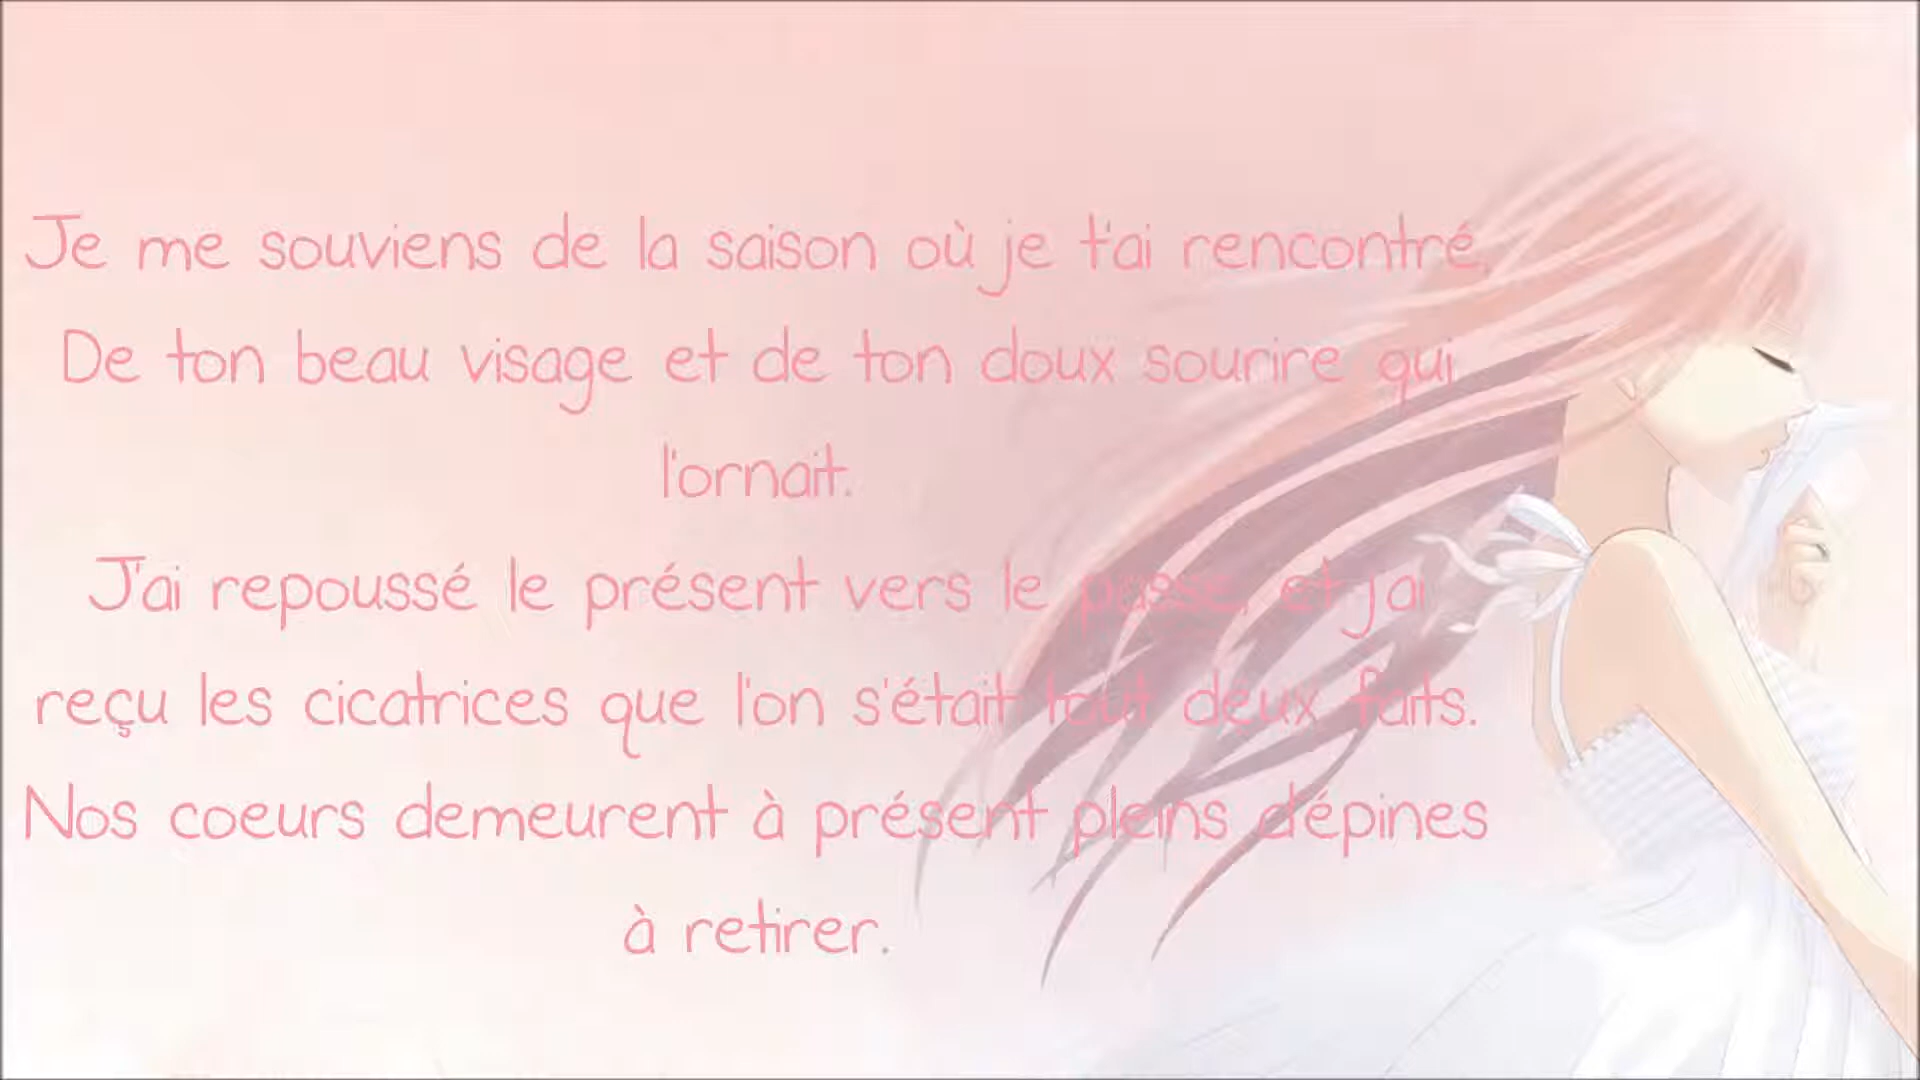 Je me souviens de la saison où je t'ai rencontré,
De ton beau visage et de ton doux sourire qui
l'ornait.
J'ai repoussé le présent vers le passé, et j'ai
reçu les cicatrices que l'on s'était tout deux faits.
Nos coeurs demeurent à présent pleins d'épines
à retirer.